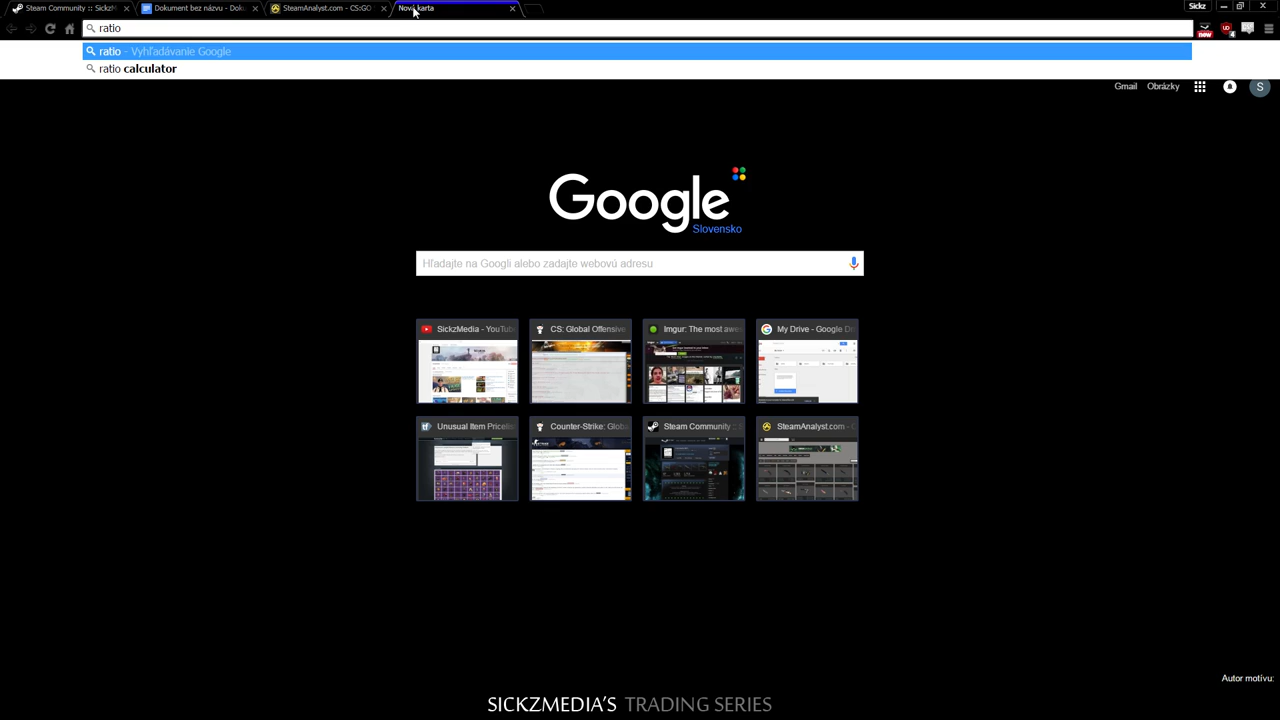 Steam Community :: Sickz
Dokument bez názvu - Dok
SteamAnalyst.com - CS:GO
Nová karta
Sickz
ratio
new
4
ratio - Vyhľadávanie Google
ratio calculator
Gmail
Obrázky
S
Google
Slovensko
Hľadajte na Googli alebo zadajte webovú adresu
SickzMedia - YouTub
CS: Global Offensive
Imgur: The most awe
My Drive - Google Dr
Unusual Item Pricelis
Counter-Strike: Globa
Steam Community ::
SteamAnalyst.com - C
Autor motívu:
SICKZMEDIA'S TRADING SERIES